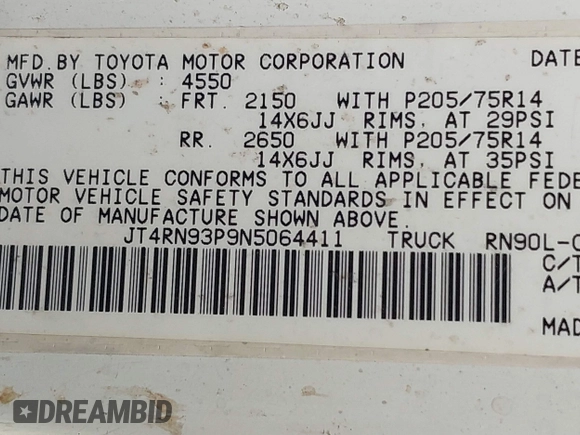 MFD.BY TOYOTA MOTOR CORPORATION DATE
GVWR (LBS) : 4550
GAWR (LBS) : FRT. 2150 WITH P205/75R14
14X6JJ RIMS, AT 29PSI
RR. 2650 WITH P205/75R14
14X6JJ RIMS, AT 35PSI
THIS VEHICLE CONFORMS TO ALL APPLICABLE FEDE
MOTOR VEHICLE SAFETY STANDARDS IN EFFECT ON
DATE OF MANUFACTURE SHOWN ABOVE.
JT4RN93P9N5064411 TRUCK RN90L-
C/T
A/T
MAD
DREAMBID